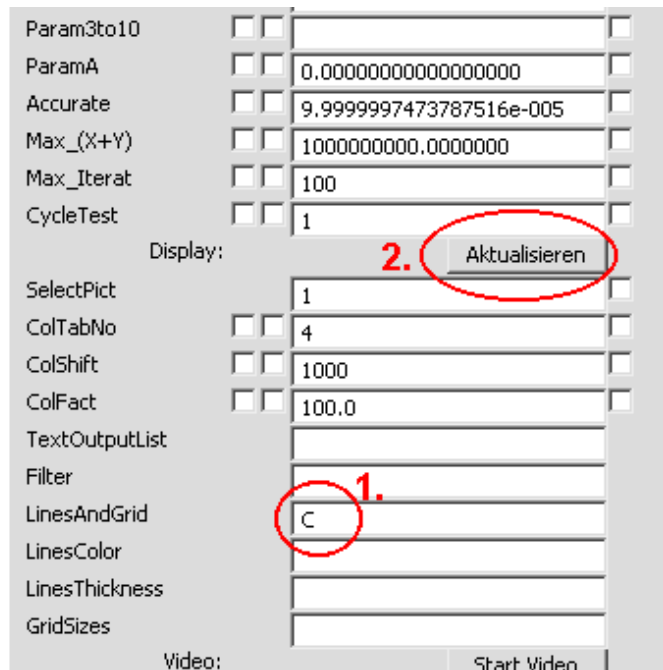 Param3to10
ParamA 0.00000000000000000
Accurate 9.9999997473787516e-005
Max_(X+Y) 1000000000.0000000
Max_Iterat 100
CycleTest 1
Display: 2. Aktualisieren
SelectPict 1
ColTabNo 4
ColShift 1000
ColFact 100.0
TextOutputList
Filter 1.
LinesAndGrid C
LinesColor
LinesThickness
GridSizes
Video: Start Video